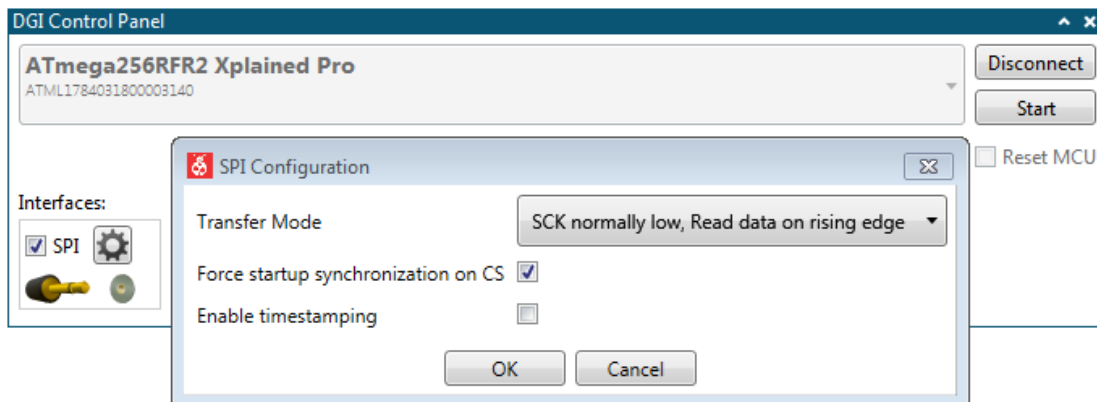 DGI Control Panel
ATmega256RFR2 Xplained Pro
ATML1784031800003140
Disconnect
Start
Reset MCU
Interfaces:
SPI
SPI Configuration
Transfer Mode
SCK normally low, Read data on rising edge
Force startup synchronization on CS
Enable timestamping
OK
Cancel